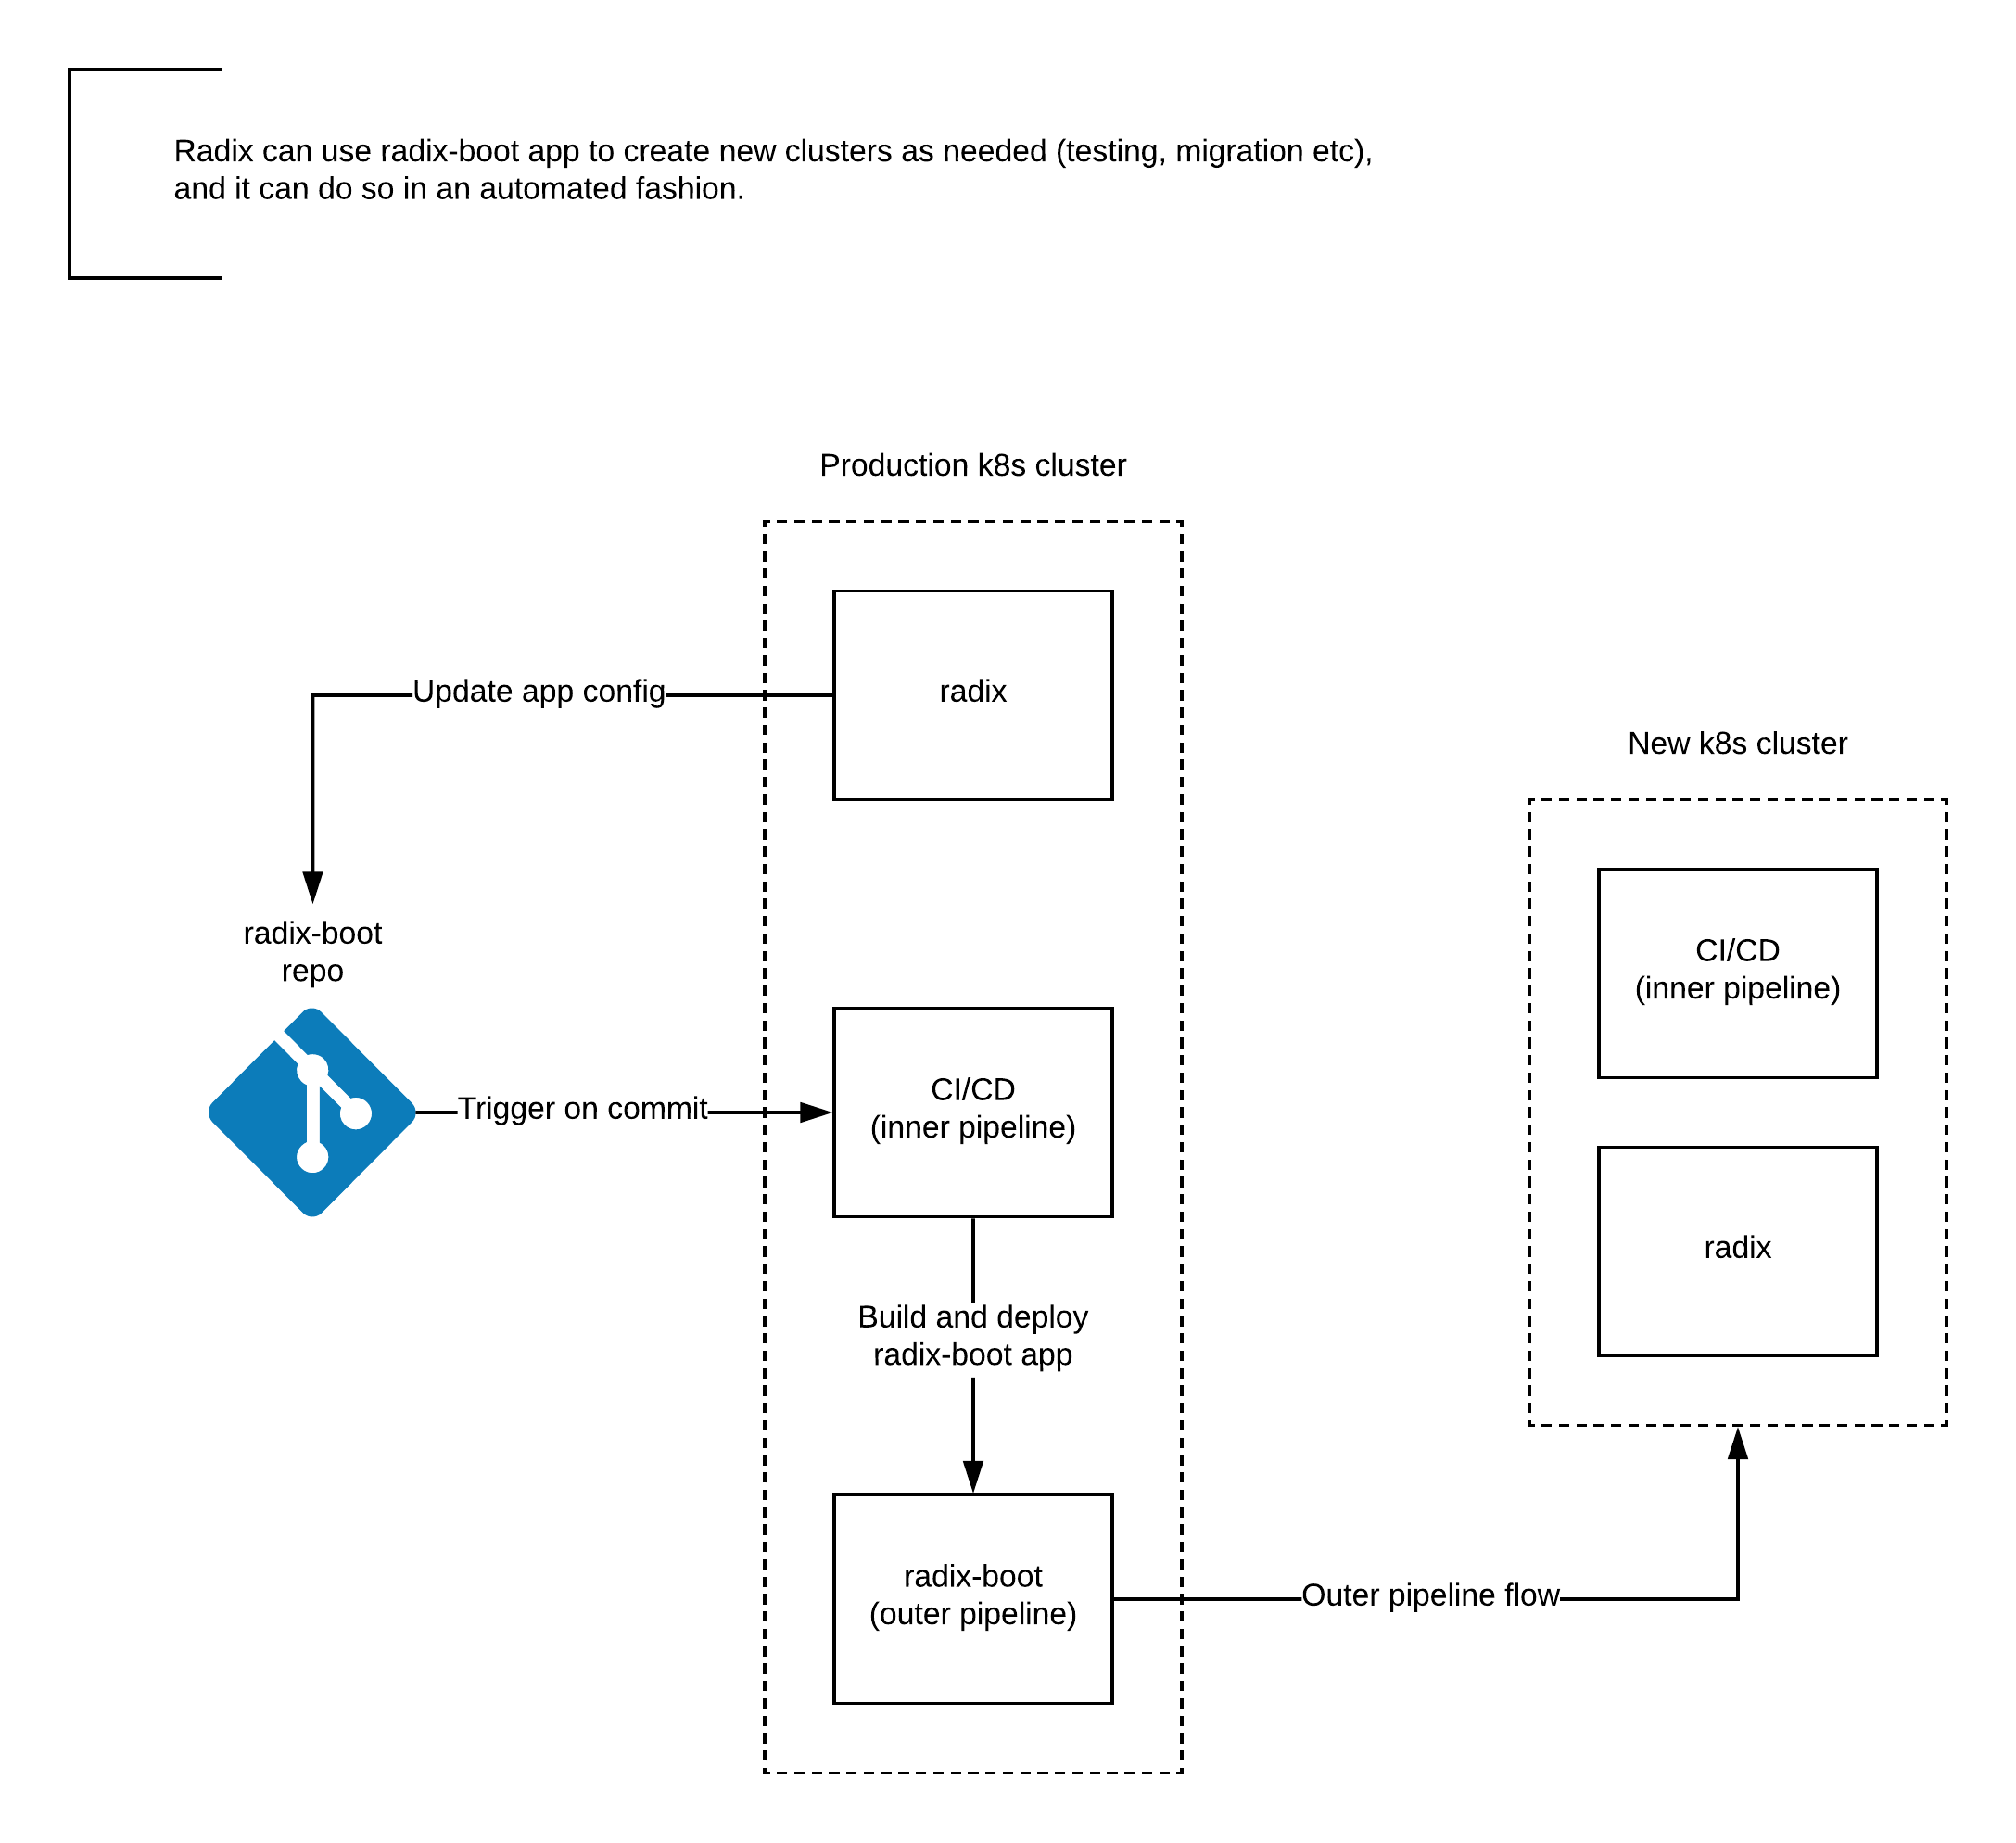 Radix can use radix-boot app to create new clusters as needed (testing, migration etc),
and it can do so in an automated fashion.
Production k8s cluster
radix
Update app config
New k8s cluster
radix-boot
repo
CI/CD
(inner pipeline)
Trigger on commit
CI/CD
(inner pipeline)
radix
Build and deploy
radix-boot app
radix-boot
(outer pipeline)
Outer pipeline flow